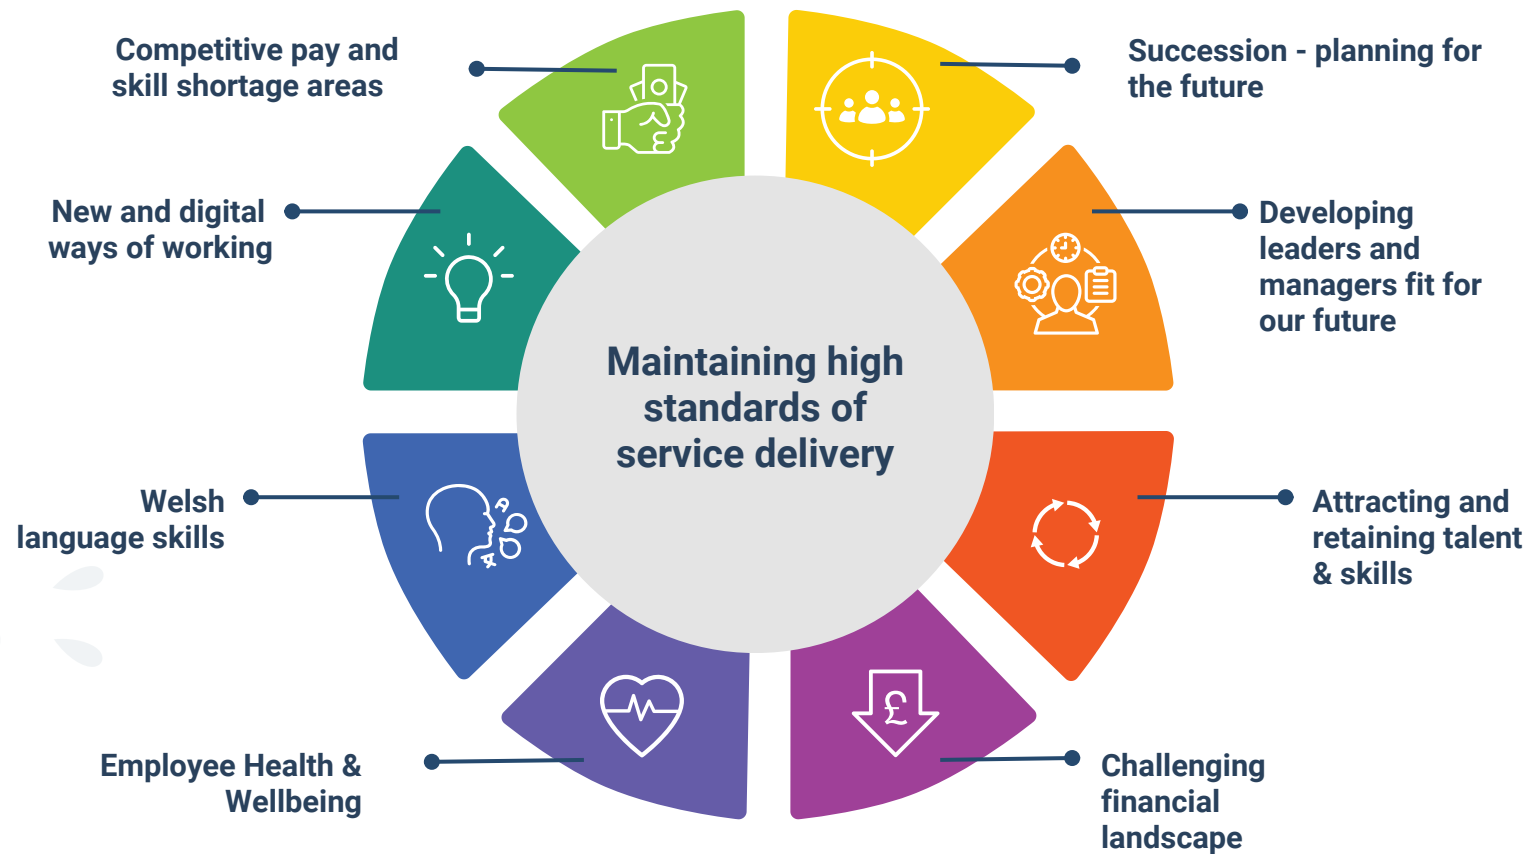 Competitive pay and
skill shortage areas
Succession - planning for
the future
New and digital
ways of working
Developing
leaders and
managers fit for
our future
Maintaining high
standards of
service delivery
Welsh
language skills
Attracting and
retaining talent
& skills
Employee Health &
Wellbeing
£
Challenging
financial
landscape